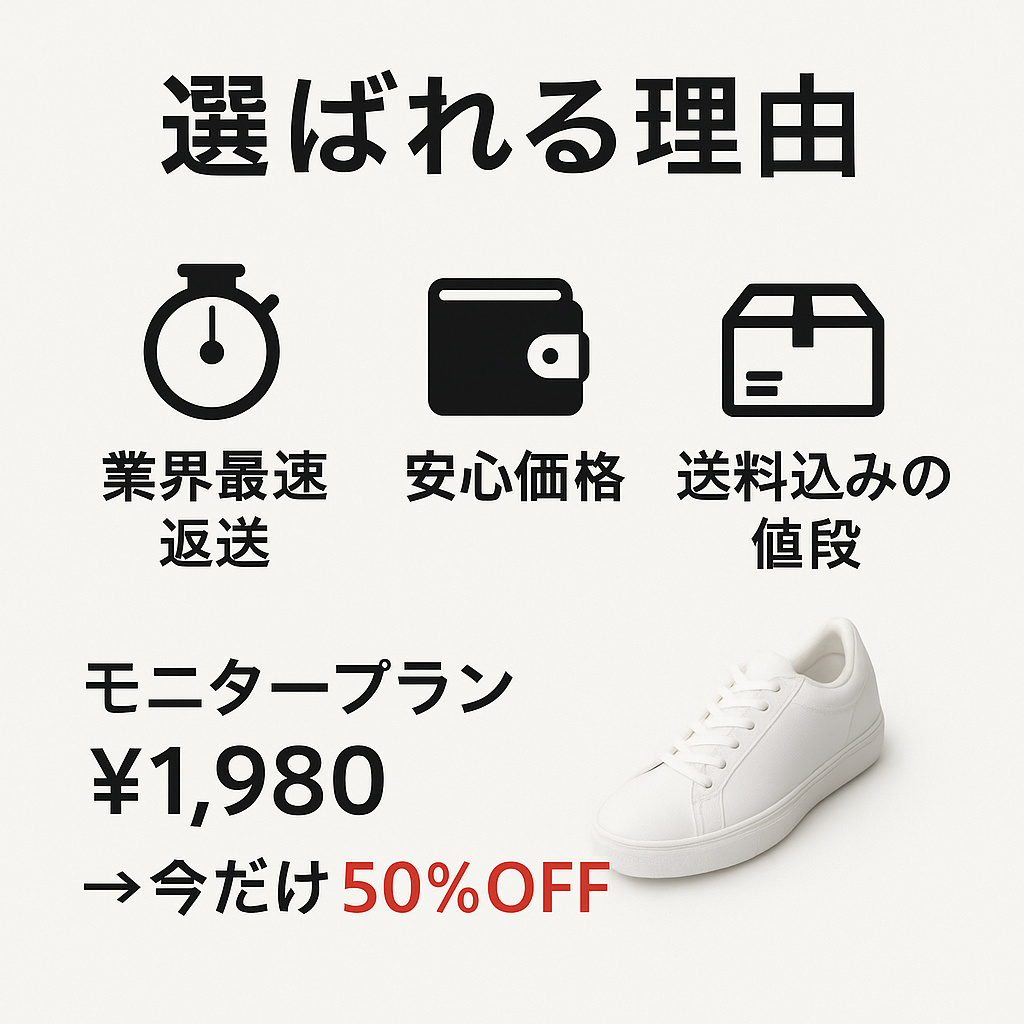 選ばれる理由
業界最速
返送
安心価格
送料込みの
値段
モニタープラン
¥1,980
→今だけ50%OFF